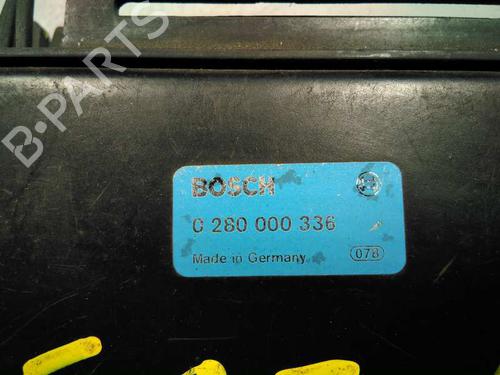 B-PARTS
BOSCH
0 280 000 336
Made in Germany
078